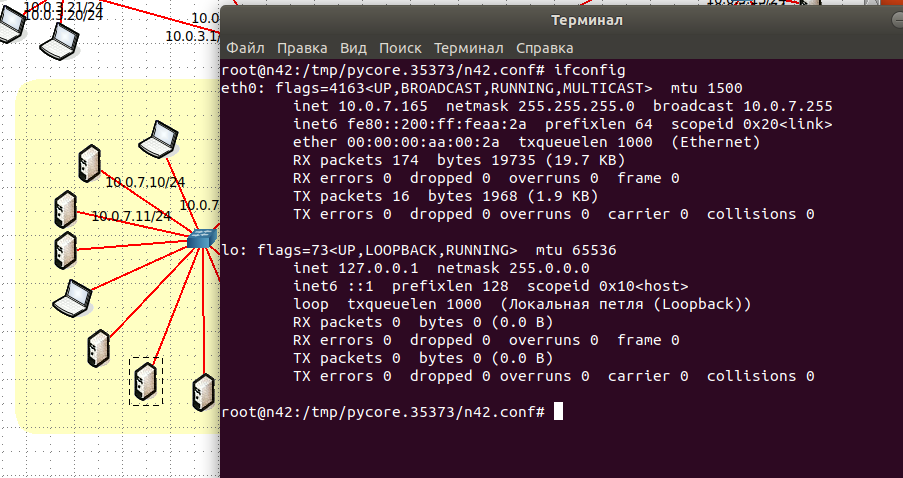 10.0.3.21/24
10.0.3.20/24
10.0
10.0.3.1/
Терминал
Файл Правка Вид Поиск Терминал Справка
root@n42:/tmp/pycore.35373/n42.conf# ifconfig
eth0: flags=4163<UP,BROADCAST,RUNNING,MULTICAST>  mtu 1500
inet 10.0.7.165  netmask 255.255.255.0  broadcast 10.0.7.255
inet6 fe80::200:ff:feaa:2a  prefixlen 64  scopeid 0x20<link>
ether 00:00:00:aa:00:2a  txqueuelen 1000  (Ethernet)
RX packets 174  bytes 19735 (19.7 KB)
RX errors 0  dropped 0  overruns 0  frame 0
TX packets 16  bytes 1968 (1.9 KB)
TX errors 0  dropped 0 overruns 0  carrier 0  collisions 0
lo: flags=73<UP,LOOPBACK,RUNNING>  mtu 65536
inet 127.0.0.1  netmask 255.0.0.0
inet6 ::1  prefixlen 128  scopeid 0x10<host>
loop  txqueuelen 1000  (Локальная петля (Loopback))
RX packets 0  bytes 0 (0.0 B)
RX errors 0  dropped 0  overruns 0  frame 0
TX packets 0  bytes 0 (0.0 B)
TX errors 0  dropped 0 overruns 0  carrier 0  collisions 0
root@n42:/tmp/pycore.35373/n42.conf#
10.0.7.10/24
10.0.7
10.0.7.11/24